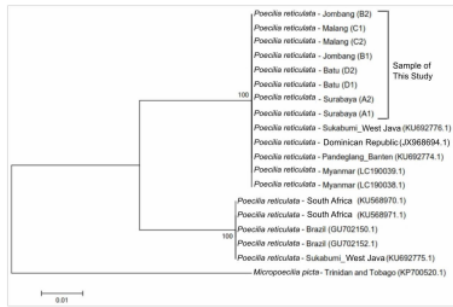 Poecilia reticulata - Jombang (B2)
Poecilia reticulata - Malang (C1)
Poecilia reticulata - Malang (C2)
Poecilia reticulata - Jombang (B1)
Poecilia reticulata - Batu (D2)
Poecilia reticulata - Batu (D1)
Poecilia reticulata - Surabaya (A2)
Poecilia reticulata - Surabaya (A1)
Sample of
This Study
100
Poecilia reticulata - Sukabumi_West Java (KU692776.1)
Poecilia reticulata - Dominican Republic (JX968694.1)
Poecilia reticulata - Pandeglang_Banten (KU692774.1)
Poecilia reticulata - Myanmar (LC190039.1)
Poecilia reticulata - Myanmar (LC190038.1)
Poecilia reticulata - South Africa (KU568970.1)
Poecilia reticulata - South Africa (KU568971.1)
Poecilia reticulata - Brazil (GU702150.1)
100
Poecilia reticulata - Brazil (GU702152.1)
Poecilia reticulata - Sukabumi_West Java (KU692775.1)
Micropoecilia picta - Trinidad and Tobago (KP700520.1)
0.01